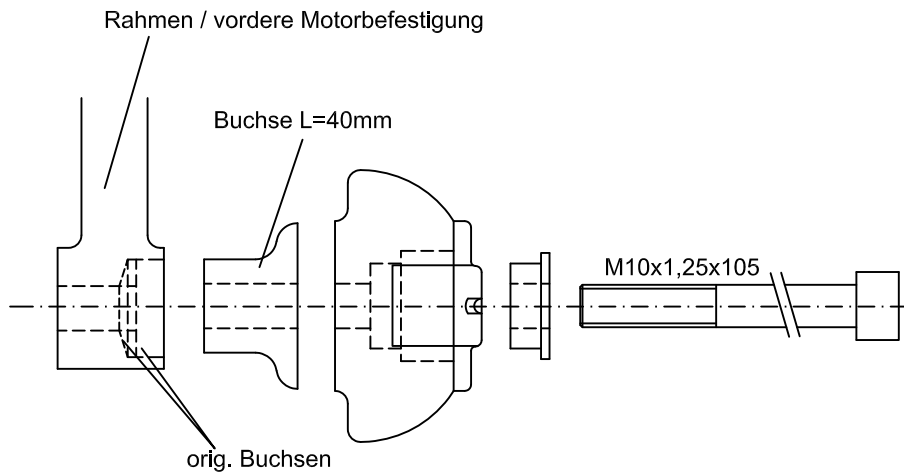 Rahmen / vordere Motorbefestigung
Buchse L=40mm
M10x1,25x105
orig. Buchsen